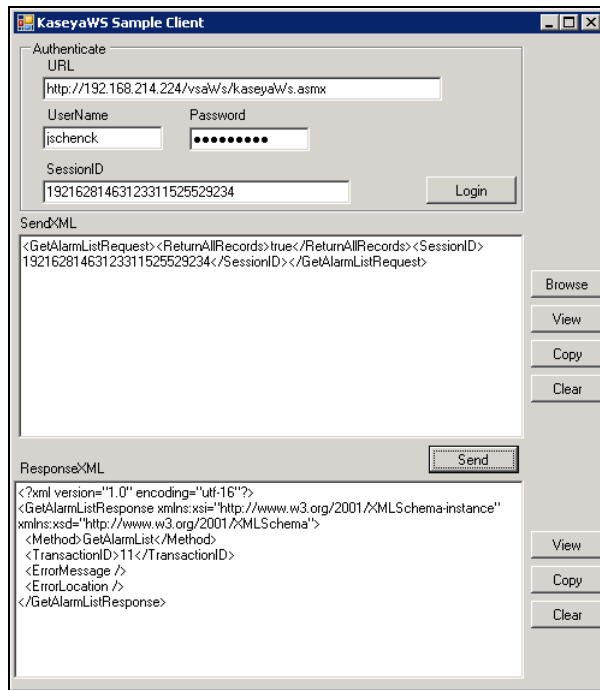 KaseyaWS Sample Client
Authenticate
URL
http://192.168.214.224/vsaWs/kaseyaWs.asmx
UserName
Password
jschenck
●●●●●●●●●
SessionID
19216281463123311525529234
Login
SendXML
<GetAlarmListRequest><ReturnAllRecords>true</ReturnAllRecords><SessionID>
19216281463123311525529234</SessionID></GetAlarmListRequest>
Browse
View
Copy
Clear
Send
ResponseXML
<?xml version="1.0" encoding="utf-16"?>
<GetAlarmListResponse xmlns:xsi="http://www.w3.org/2001/XMLSchema-instance"
xmlns:xsd="http://www.w3.org/2001/XMLSchema">
<Method>GetAlarmList</Method>
<TransactionID>11</TransactionID>
<ErrorMessage />
<ErrorLocation />
</GetAlarmListResponse>
View
Copy
Clear